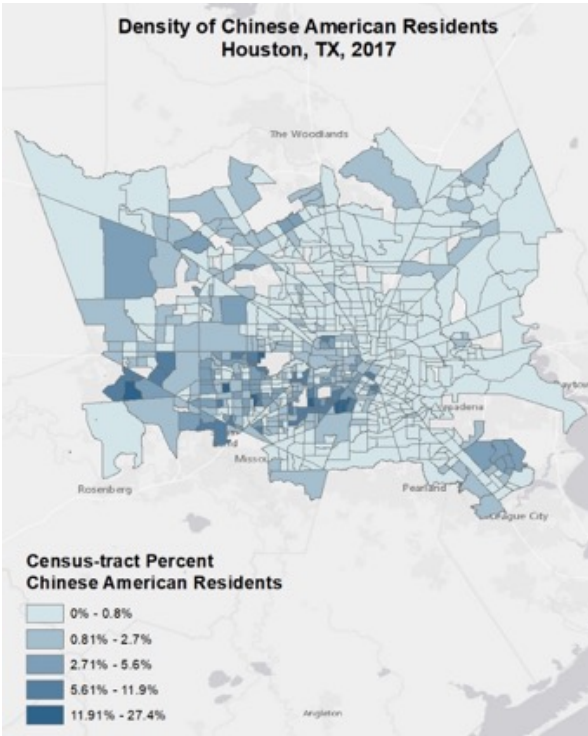 Density of Chinese American Residents
Houston, TX, 2017
The Woodlands
Rosenberg
Pearland
Census-tract Percent
Chinese American Residents
0% - 0.8%
0.81% - 2.7%
2.71% - 5.6%
5.61% - 11.9%
11.91% - 27.4%
Angleton